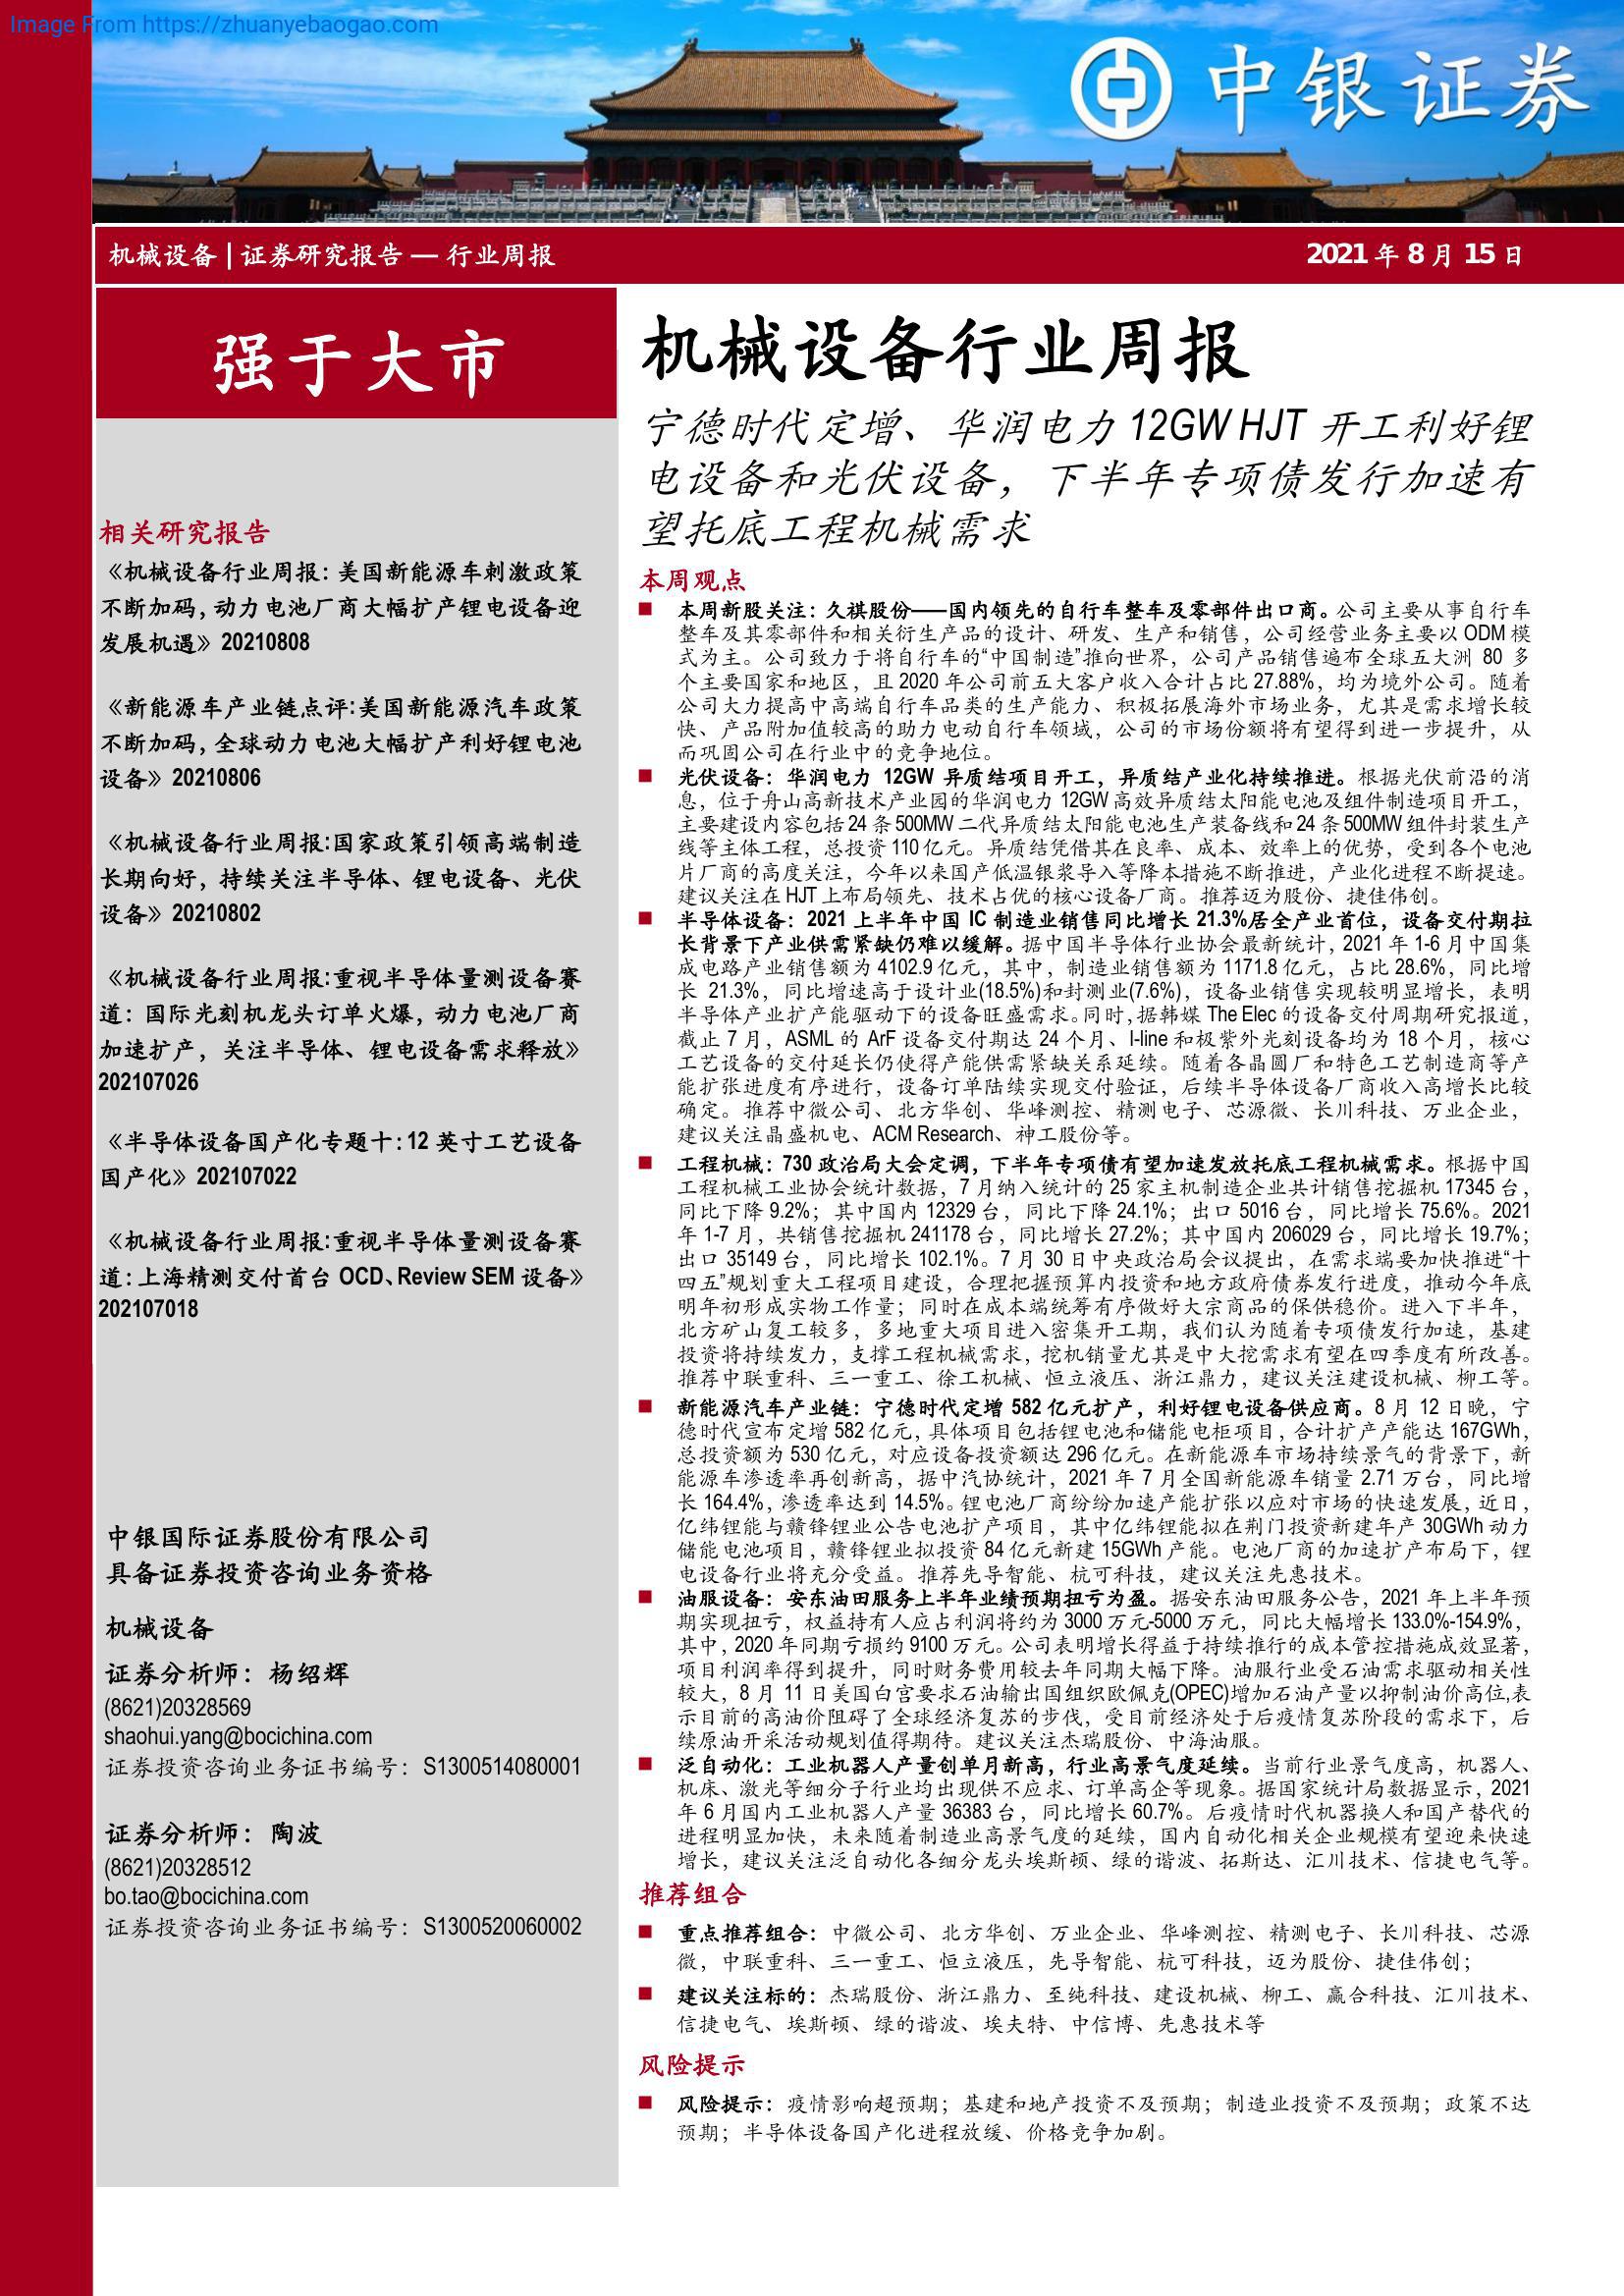 Image From https://zhuanyebaogao.com
中银证券
机械设备 | 证券研究报告 — 行业周报
2021 年 8 月 15 日
强于大市
相关研究报告
《机械设备行业周报：美国新能源车刺激政策
不断加码，动力电池厂商大幅扩产锂电设备迎
发展机遇》20210808
《新能源车产业链点评:美国新能源汽车政策
不断加码，全球动力电池大幅扩产利好锂电池
设备》20210806
《机械设备行业周报:国家政策引领高端制造
长期向好，持续关注半导体、锂电设备、光伏
设备》20210802
《机械设备行业周报:重视半导体量测设备赛
道：国际光刻机龙头订单火爆，动力电池厂商
加速扩产，关注半导体、锂电设备需求释放》
202107026
《半导体设备国产化专题十：12 英寸工艺设备
国产化》202107022
《机械设备行业周报:重视半导体量测设备赛
道：上海精测交付首台 OCD、Review SEM 设备》
202107018
中银国际证券股份有限公司
具备证券投资咨询业务资格
机械设备
证券分析师：杨绍辉
(8621)20328569
shaohui.yang@bocichina.com
证券投资咨询业务证书编号：S1300514080001
证券分析师：陶波
(8621)20328512
bo.tao@bocichina.com
证券投资咨询业务证书编号：S1300520060002
机械设备行业周报
宁德时代定增、华润电力 12GW HJT 开工利好锂
电设备和光伏设备，下半年专项债发行加速有
望托底工程机械需求
本周观点
■ 本周新股关注：久祺股份——国内领先的自行车整车及零部件出口商。公司主要从事自行车
整车及其零部件和相关衍生产品的设计、研发、生产和销售，公司经营业务主要以 ODM 模
式为主。公司致力于将自行车的“中国制造”推向世界，公司产品销售遍布全球五大洲 80 多
个主要国家和地区，且 2020 年公司前五大客户收入合计占比 27.88%，均为境外公司。随着
公司大力提高中高端自行车品类的生产能力、积极拓展海外市场业务，尤其是需求增长较
快、产品附加值较高的助力电动自行车领域，公司的市场份额将有望得到进一步提升，从
而巩固公司在行业中的竞争地位。
■ 光伏设备：华润电力 12GW 异质结项目开工，异质结产业化持续推进。根据光伏前沿的消
息，位于舟山高新技术产业园的华润电力 12GW 高效异质结太阳能电池及组件制造项目开工，
主要建设内容包括 24 条 500MW 二代异质结太阳能电池生产装备线和 24 条 500MW 组件封装生产
线等主体工程，总投资 110 亿元。异质结凭借其在良率、成本、效率上的优势，受到各个电池
片厂商的高度关注，今年以来国产低温银浆导入等降本措施不断推进，产业化进程不断提速。
建议关注在 HJT 上布局领先、技术占优的核心设备厂商。推荐迈为股份、捷佳伟创。
■ 半导体设备：2021 上半年中国 IC 制造业销售同比增长 21.3%居全产业首位，设备交付期拉
长背景下产业供需紧缺仍难以缓解。据中国半导体行业协会最新统计，2021 年 1-6 月中国集
成电路产业销售额为 4102.9 亿元，其中，制造业销售额为 1171.8 亿元，占比 28.6%，同比增
长 21.3%，同比增速高于设计业(18.5%)和封测业(7.6%)，设备业销售实现较明显增长，表明
半导体产业扩产能驱动下的设备旺盛需求。同时，据韩媒 The Elec 的设备交付周期研究报道，
截止 7 月，ASML 的 ArF 设备交付期达 24 个月、I-line 和极紫外光刻设备均为 18 个月，核心
工艺设备的交付延长仍使得产能供需紧缺关系延续。随着各晶圆厂和特色工艺制造商等产
能扩张进度有序进行，设备订单陆续实现交付验证，后续半导体设备厂商收入高增长比较
确定。推荐中微公司、北方华创、华峰测控、精测电子、芯源微、长川科技、万业企业，
建议关注晶盛机电、ACM Research、神工股份等。
■ 工程机械：730 政治局大会定调，下半年专项债有望加速发放托底工程机械需求。根据中国
工程机械工业协会统计数据，7 月纳入统计的 25 家主机制造企业共计销售挖掘机 17345 台，
同比下降 9.2%；其中国内 12329 台，同比下降 24.1%；出口 5016 台，同比增长 75.6%。2021
年 1-7 月，共销售挖掘机 241178 台，同比增长 27.2%；其中国内 206029 台，同比增长 19.7%；
出口 35149 台，同比增长 102.1%。7 月 30 日中央政治局会议提出，在需求端要加快推进“十
四五”规划重大工程项目建设，合理把握预算内投资和地方政府债券发行进度，推动今年底
明年初形成实物工作量；同时在成本端统筹有序做好大宗商品的保供稳价。进入下半年，
北方矿山复工较多，多地重大项目进入密集开工期，我们认为随着专项债发行加速，基建
投资将持续发力，支撑工程机械需求，挖机销量尤其是中大挖需求有望在四季度有所改善。
推荐中联重科、三一重工、徐工机械、恒立液压、浙江鼎力，建议关注建设机械、柳工等。
■ 新能源汽车产业链：宁德时代定增 582 亿元扩产，利好锂电设备供应商。8 月 12 日晚，宁
德时代宣布定增 582 亿元，具体项目包括锂电池和储能电柜项目，合计扩产产能达 167GWh，
总投资额为 530 亿元，对应设备投资额达 296 亿元。在新能源车市场持续景气的背景下，新
能源车渗透率再创新高，据中汽协统计，2021 年 7 月全国新能源车销量 2.71 万台，同比增
长 164.4%，渗透率达到 14.5%。锂电池厂商纷纷加速产能扩张以应对市场的快速发展，近日，
亿纬锂能与赣锋锂业公告电池扩产项目，其中亿纬锂能拟在荆门投资新建年产 30GWh 动力
储能电池项目，赣锋锂业拟投资 84 亿元新建 15GWh 产能。电池厂商的加速扩产布局下，锂
电设备行业将充分受益。推荐先导智能、杭可科技，建议关注先惠技术。
■ 油服设备：安东油田服务上半年业绩预期扭亏为盈。据安东油田服务公告，2021 年上半年预
期实现扭亏，权益持有人应占利润将约为 3000 万元-5000 万元，同比大幅增长 133.0%-154.9%，
其中，2020 年同期亏损约 9100 万元。公司表明增长得益于持续推行的成本管控措施成效显著，
项目利润率得到提升，同时财务费用较去年同期大幅下降。油服行业受石油需求驱动相关性
较大，8 月 11 日美国白宫要求石油输出国组织欧佩克(OPEC)增加石油产量以抑制油价高位,表
示目前的高油价阻碍了全球经济复苏的步伐，受目前经济处于后疫情复苏阶段的需求下，后
续原油开采活动规划值得期待。建议关注杰瑞股份、中海油服。
■ 泛自动化：工业机器人产量创单月新高，行业高景气度延续。当前行业景气度高，机器人、
机床、激光等细分子行业均出现供不应求、订单高企等现象。据国家统计局数据显示，2021
年 6 月国内工业机器人产量 36383 台，同比增长 60.7%。后疫情时代机器换人和国产替代的
进程明显加快，未来随着制造业高景气度的延续，国内自动化相关企业规模有望迎来快速
增长，建议关注泛自动化各细分龙头埃斯顿、绿的谐波、拓斯达、汇川技术、信捷电气等。
推荐组合
■ 重点推荐组合：中微公司、北方华创、万业企业、华峰测控、精测电子、长川科技、芯源
微，中联重科、三一重工、恒立液压，先导智能、杭可科技，迈为股份、捷佳伟创；
■ 建议关注标的：杰瑞股份、浙江鼎力、至纯科技、建设机械、柳工、赢合科技、汇川技术、
信捷电气、埃斯顿、绿的谐波、埃夫特、中信博、先惠技术等
风险提示
■ 风险提示：疫情影响超预期；基建和地产投资不及预期；制造业投资不及预期；政策不达
预期；半导体设备国产化进程放缓、价格竞争加剧。